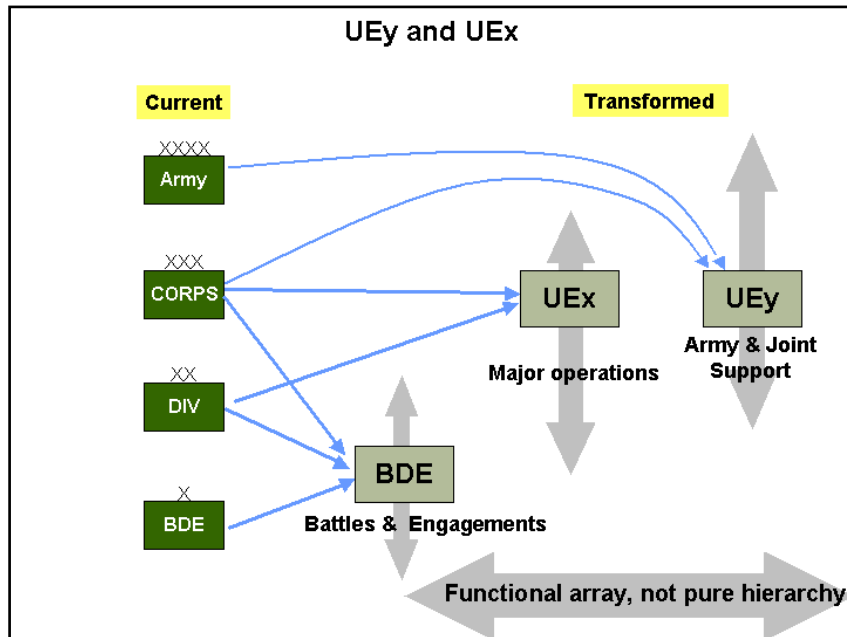 UEy and UEx
Current
Transformed
XXXX
Army
XXX
CORPS
UEx
UEy
Army & Joint
Support
Major operations
XX
DIV
BDE
X
BDE
Battles & Engagements
Functional array, not pure hierarchy